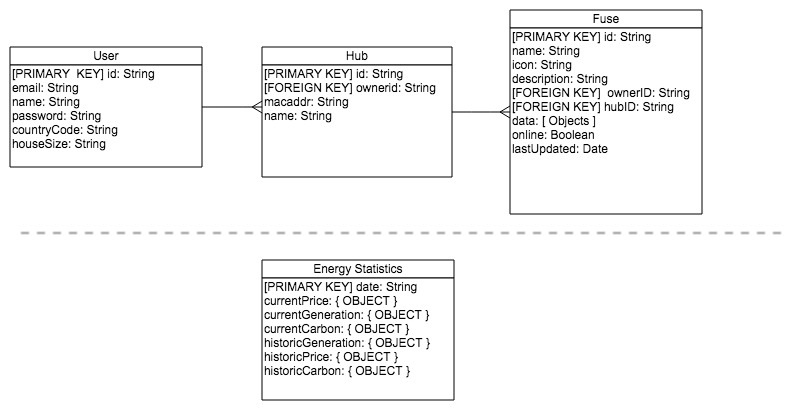 User
[PRIMARY  KEY] id: String
email: String
name: String
password: String
countryCode: String
houseSize: String
Hub
[PRIMARY KEY] id: String
[FOREIGN KEY] ownerid: String
macaddr: String
name: String
Fuse
[PRIMARY KEY] id: String
name: String
icon: String
description: String
[FOREIGN KEY]  ownerID: String
[FOREIGN KEY] hubID: String
data: [ Objects ]
online: Boolean
lastUpdated: Date
Energy Statistics
[PRIMARY KEY] date: String
currentPrice: { OBJECT }
currentGeneration: { OBJECT }
currentCarbon: { OBJECT }
historicGeneration: { OBJECT }
historicPrice: { OBJECT }
historicCarbon: { OBJECT }